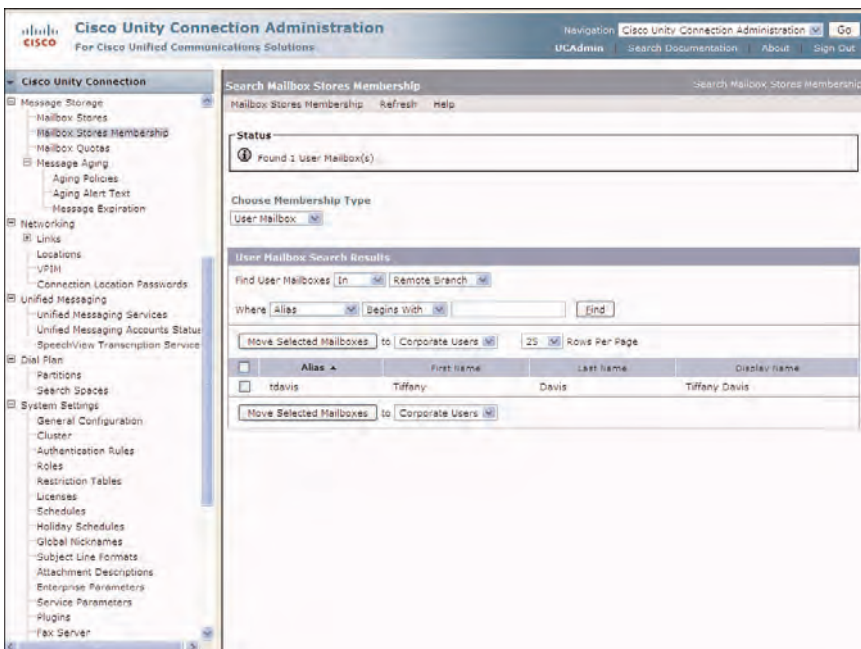 Cisco Unity Connection Administration
For Cisco Unified Communications Solutions
CISCO
Navigation Cisco Unity Connection Administration Go
UCAdmin Search Documentation About Sign Out
Cisco Unity Connection
Message Storage
Mailbox Stores
Mailbox Stores Membership
Mailbox Quotas
Message Aging
Aging Policies
Aging Alert Text
Message Expiration
Networking
Links
Locations
VPIM
Connection Location Passwords
Unified Messaging
Unified Messaging Services
Unified Messaging Accounts Status
SpeechView Transcription Service
Dial Plan
Partitions
Search Spaces
System Settings
General Configuration
Cluster
Authentication Rules
Roles
Restriction Tables
Licenses
Schedules
Holiday Schedules
Global Nicknames
Subject Line Formats
Attachment Descriptions
Enterprise Parameters
Service Parameters
Plugins
Fax Server
Search Mailbox Stores Membership
Search Mailbox Stores Membership
Mailbox Stores Membership Refresh Help
Status
Found 1 User Mailbox(s)
Choose Membership Type
User Mailbox
User Mailbox Search Results
Find User Mailboxes In Remote Branch
Where Alias Begins With Find
Move Selected Mailboxes to Corporate Users 25 Rows Per Page
Alias First Name Last Name Display Name
tdavis Tiffany Davis Tiffany Davis
Move Selected Mailboxes to Corporate Users